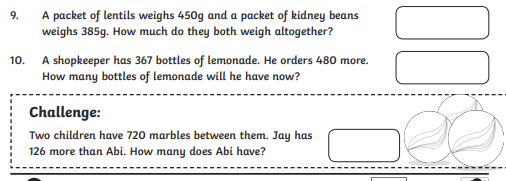 9. A packet of lentils weighs 450g and a packet of kidney beans
weighs 385g. How much do they both weigh altogether?
10. A shopkeeper has 367 bottles of lemonade. He orders 480 more.
How many bottles of lemonade will he have now?
Challenge:
Two children have 720 marbles between them. Jay has
126 more than Abi. How many does Abi have?